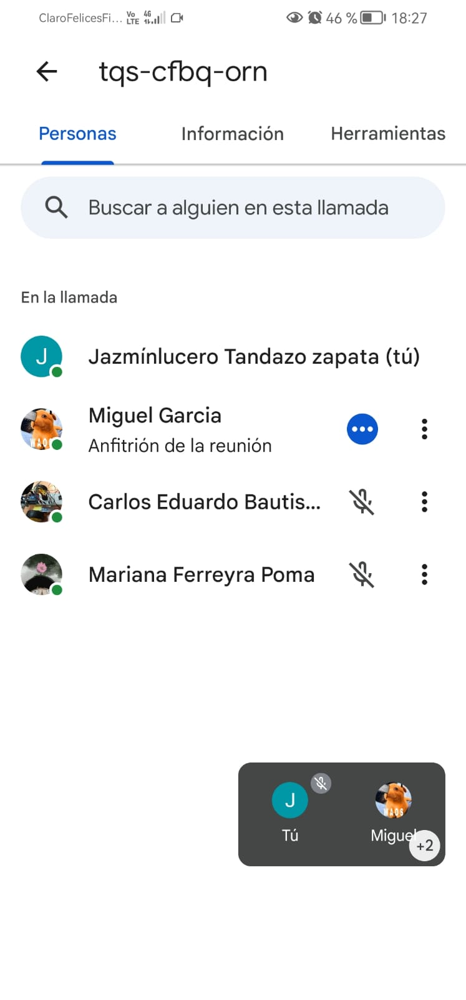 ClaroFelicesFi... Vo LTE 4G 46 % 18:27
tqs-cfbq-orn
Personas Información Herramientas
Buscar a alguien en esta llamada
En la llamada
J Jazmínlucero Tandazo zapata (tú)
Miguel Garcia
WAOS Anfitrión de la reunión
Carlos Eduardo Bautis...
Mariana Ferreyra Poma
J WAOS
Tú Miguel
+2